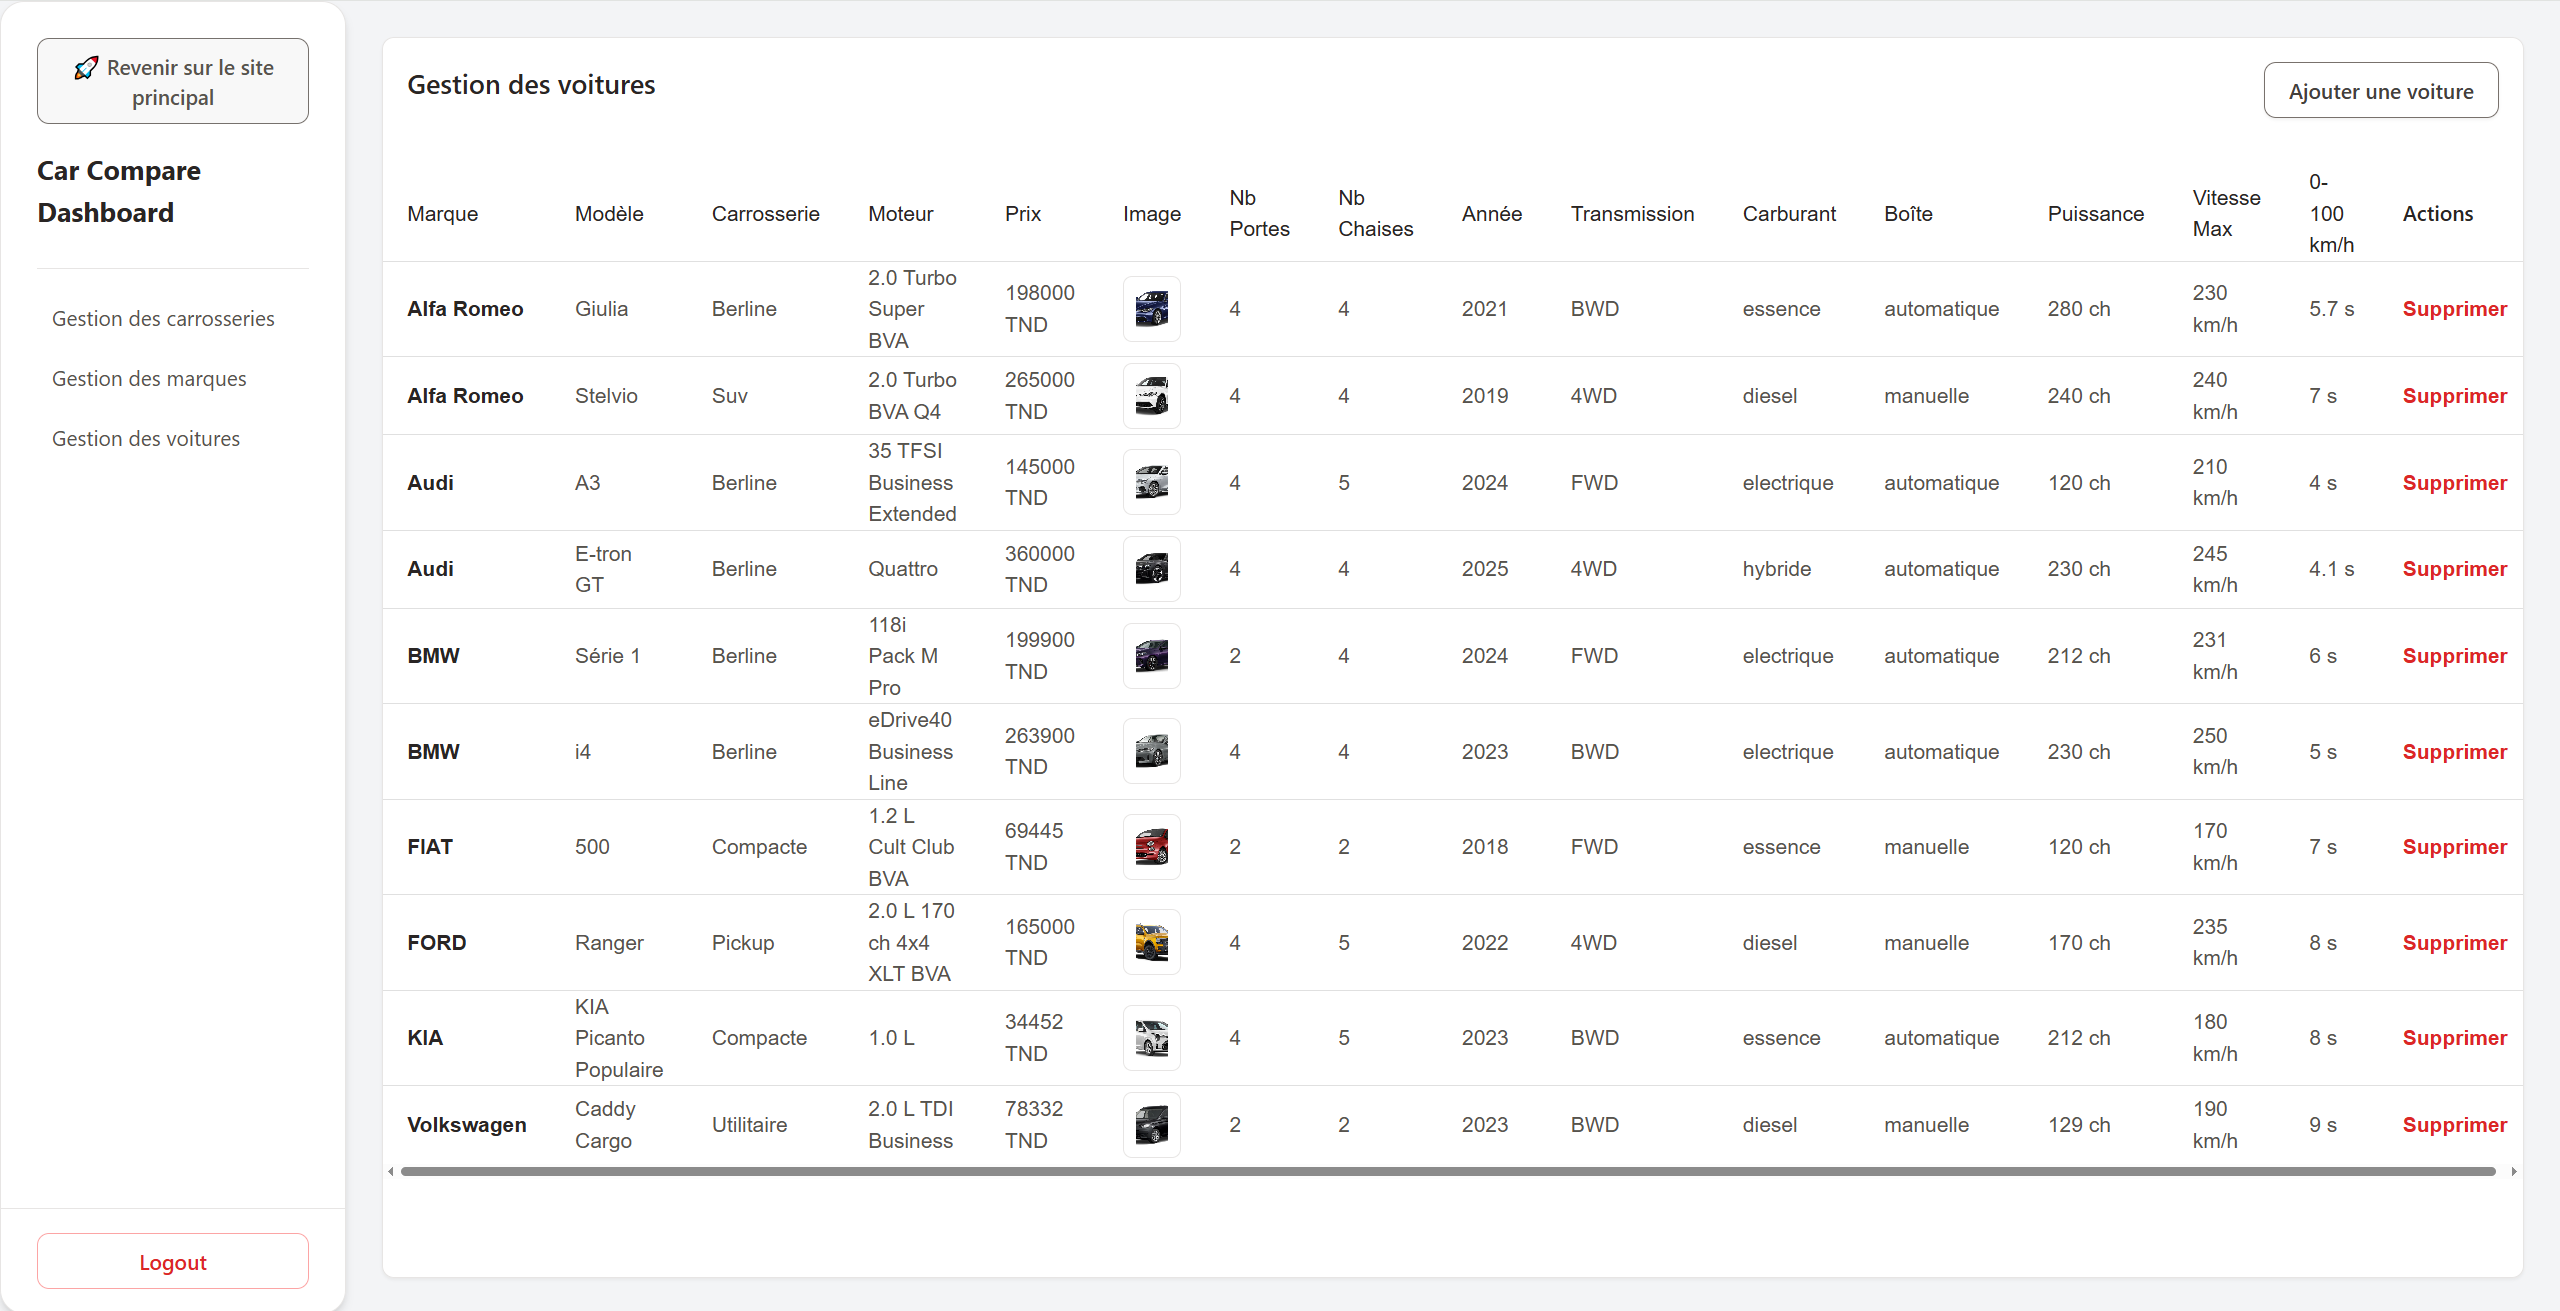 🚀 Revenir sur le site
principal
Car Compare
Dashboard
Gestion des carrosseries
Gestion des marques
Gestion des voitures
Logout
Gestion des voitures
Ajouter une voiture
Marque Modèle Carrosserie Moteur Prix Image Nb Portes Nb Chaises Année Transmission Carburant Boîte Puissance Vitesse Max 0-100 km/h Actions
Alfa Romeo Giulia Berline 2.0 Turbo Super BVA 198000 TND 4 4 2021 BWD essence automatique 280 ch 230 km/h 5.7 s Supprimer
Alfa Romeo Stelvio Suv 2.0 Turbo BVA Q4 265000 TND 4 4 2019 4WD diesel manuelle 240 ch 240 km/h 7 s Supprimer
Audi A3 Berline 35 TFSI Business Extended 145000 TND 4 5 2024 FWD electrique automatique 120 ch 210 km/h 4 s Supprimer
Audi E-tron GT Berline Quattro 360000 TND 4 4 2025 4WD hybride automatique 230 ch 245 km/h 4.1 s Supprimer
BMW Série 1 Berline 118i Pack M Pro 199900 TND 2 4 2024 FWD electrique automatique 212 ch 231 km/h 6 s Supprimer
BMW i4 Berline eDrive40 Business Line 263900 TND 4 4 2023 BWD electrique automatique 230 ch 250 km/h 5 s Supprimer
FIAT 500 Compacte 1.2 L Cult Club BVA 69445 TND 2 2 2018 FWD essence manuelle 120 ch 170 km/h 7 s Supprimer
FORD Ranger Pickup 2.0 L 170 ch 4x4 XLT BVA 165000 TND 4 5 2022 4WD diesel manuelle 170 ch 235 km/h 8 s Supprimer
KIA KIA Picanto Populaire Compacte 1.0 L 34452 TND 4 5 2023 BWD essence automatique 212 ch 180 km/h 8 s Supprimer
Volkswagen Caddy Cargo Utilitaire 2.0 L TDI Business 78332 TND 2 2 2023 BWD diesel manuelle 129 ch 190 km/h 9 s Supprimer